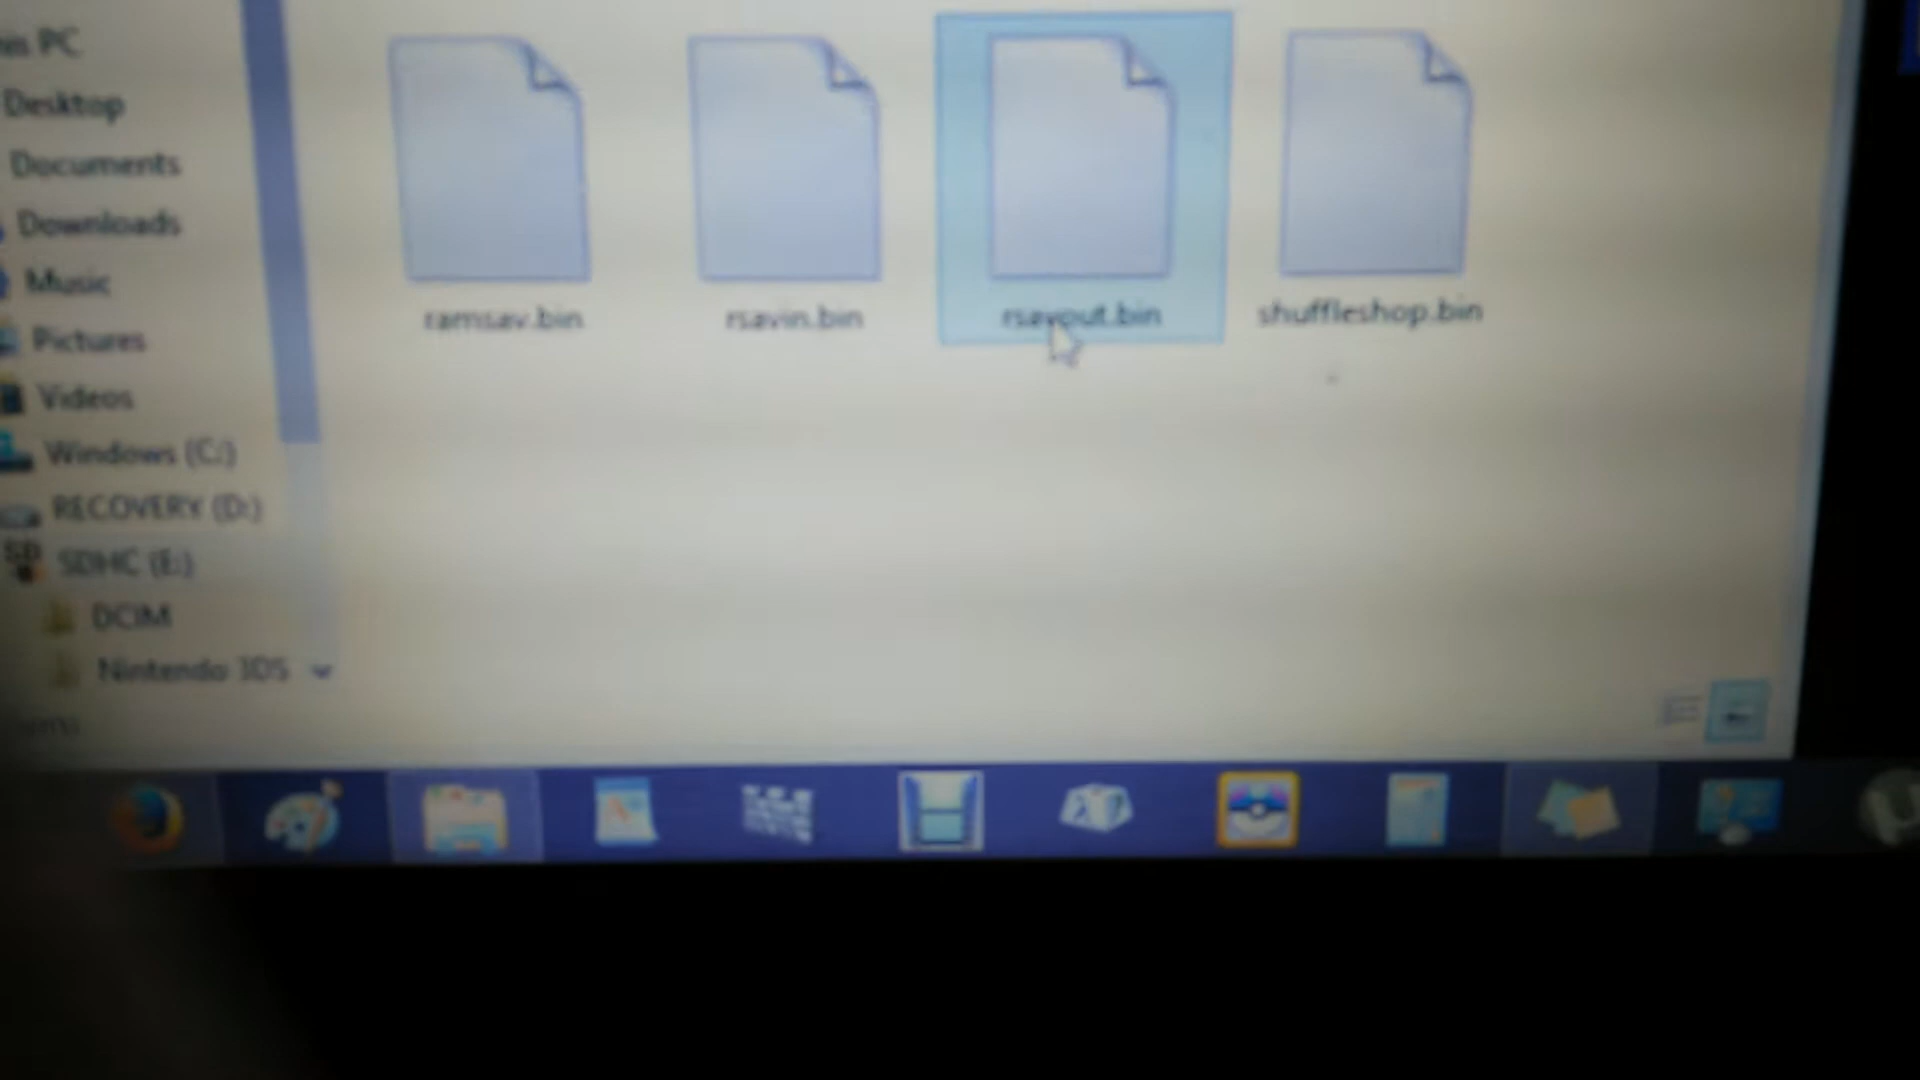 his PC
Desktop
Documents
Downloads
Music
Pictures
Videos
Windows (C:)
RECOVERY (D:)
SDHC (E:)
DCIM
Nintendo 3DS
ramsav.bin
rsavin.bin
rsavout.bin
shuffleshop.bin